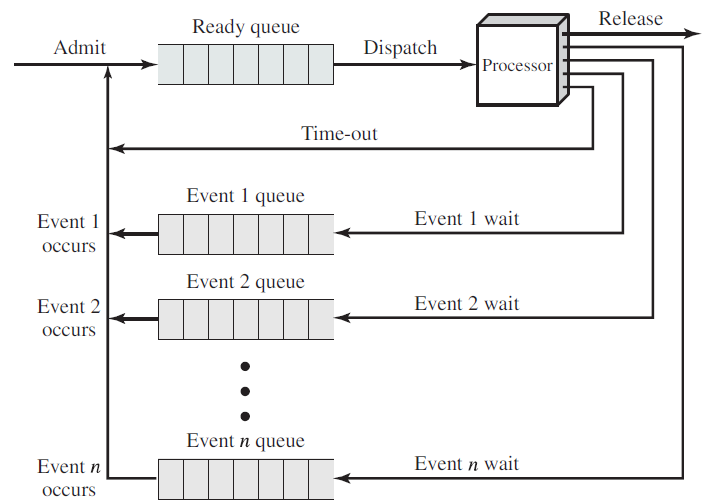 Ready queue
Release
Admit
Dispatch
Processor
Time-out
Event 1 queue
Event 1
occurs
Event 1 wait
Event 2 queue
Event 2
occurs
Event 2 wait
Event n queue
Event n
occurs
Event n wait